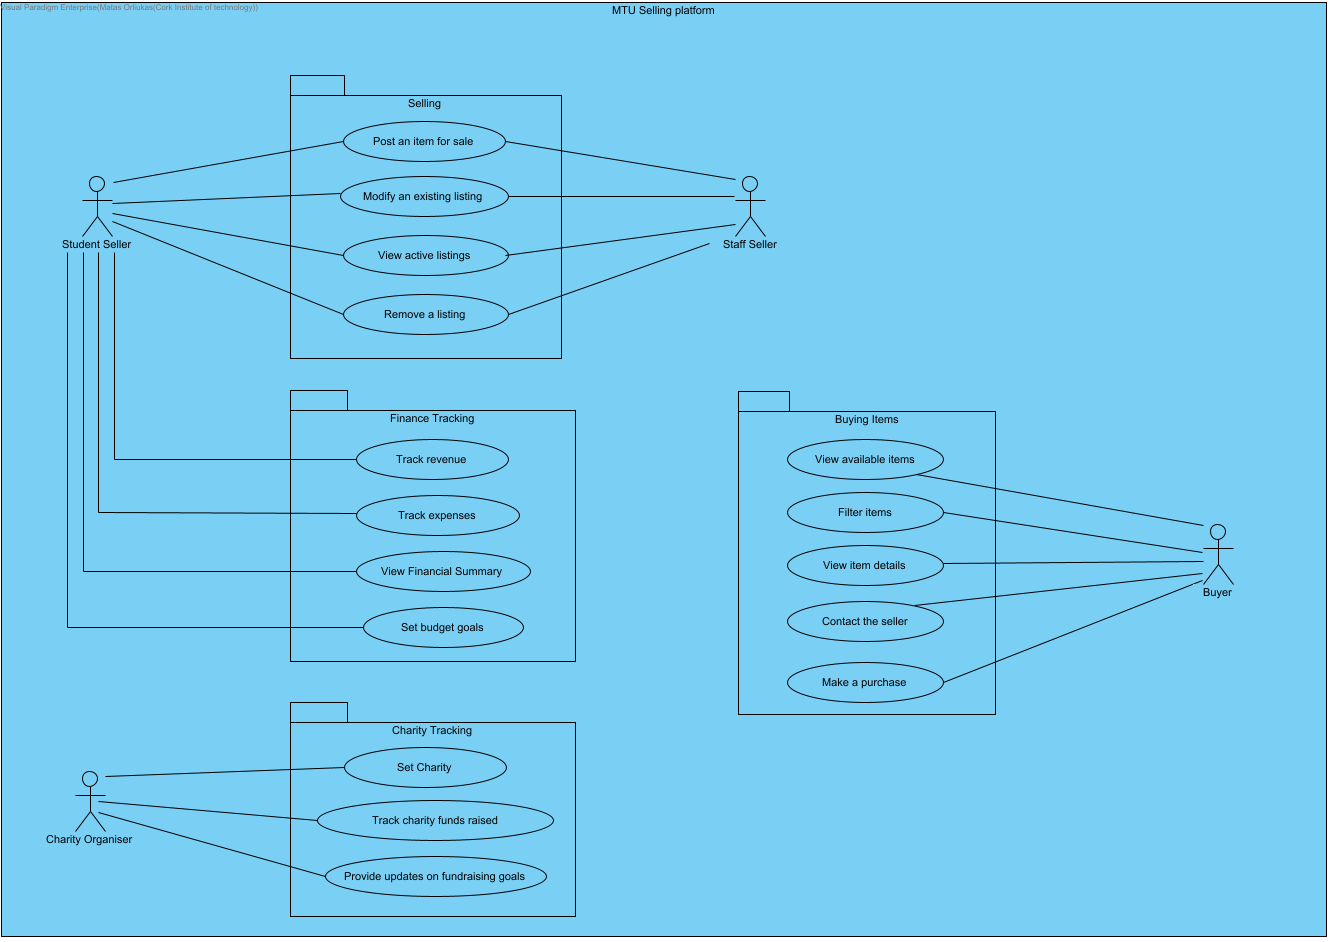 Visual Paradigm Enterprise(Matas Orliukas(Cork Institute of technology))
MTU Selling platform
Selling
Post an item for sale
Modify an existing listing
View active listings
Remove a listing
Student Seller
Staff Seller
Finance Tracking
Track revenue
Track expenses
View Financial Summary
Set budget goals
Buying Items
View available items
Filter items
View item details
Contact the seller
Make a purchase
Buyer
Charity Tracking
Set Charity
Track charity funds raised
Provide updates on fundraising goals
Charity Organiser